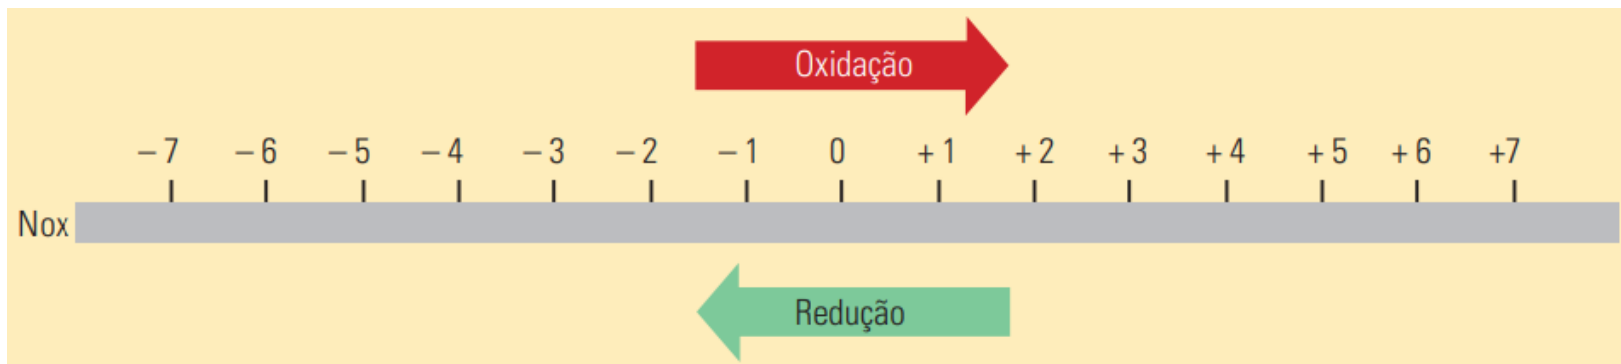 Oxidação
– 7 – 6 – 5 – 4 – 3 – 2 – 1 0 + 1 + 2 + 3 + 4 + 5 + 6 +7
Nox
Redução